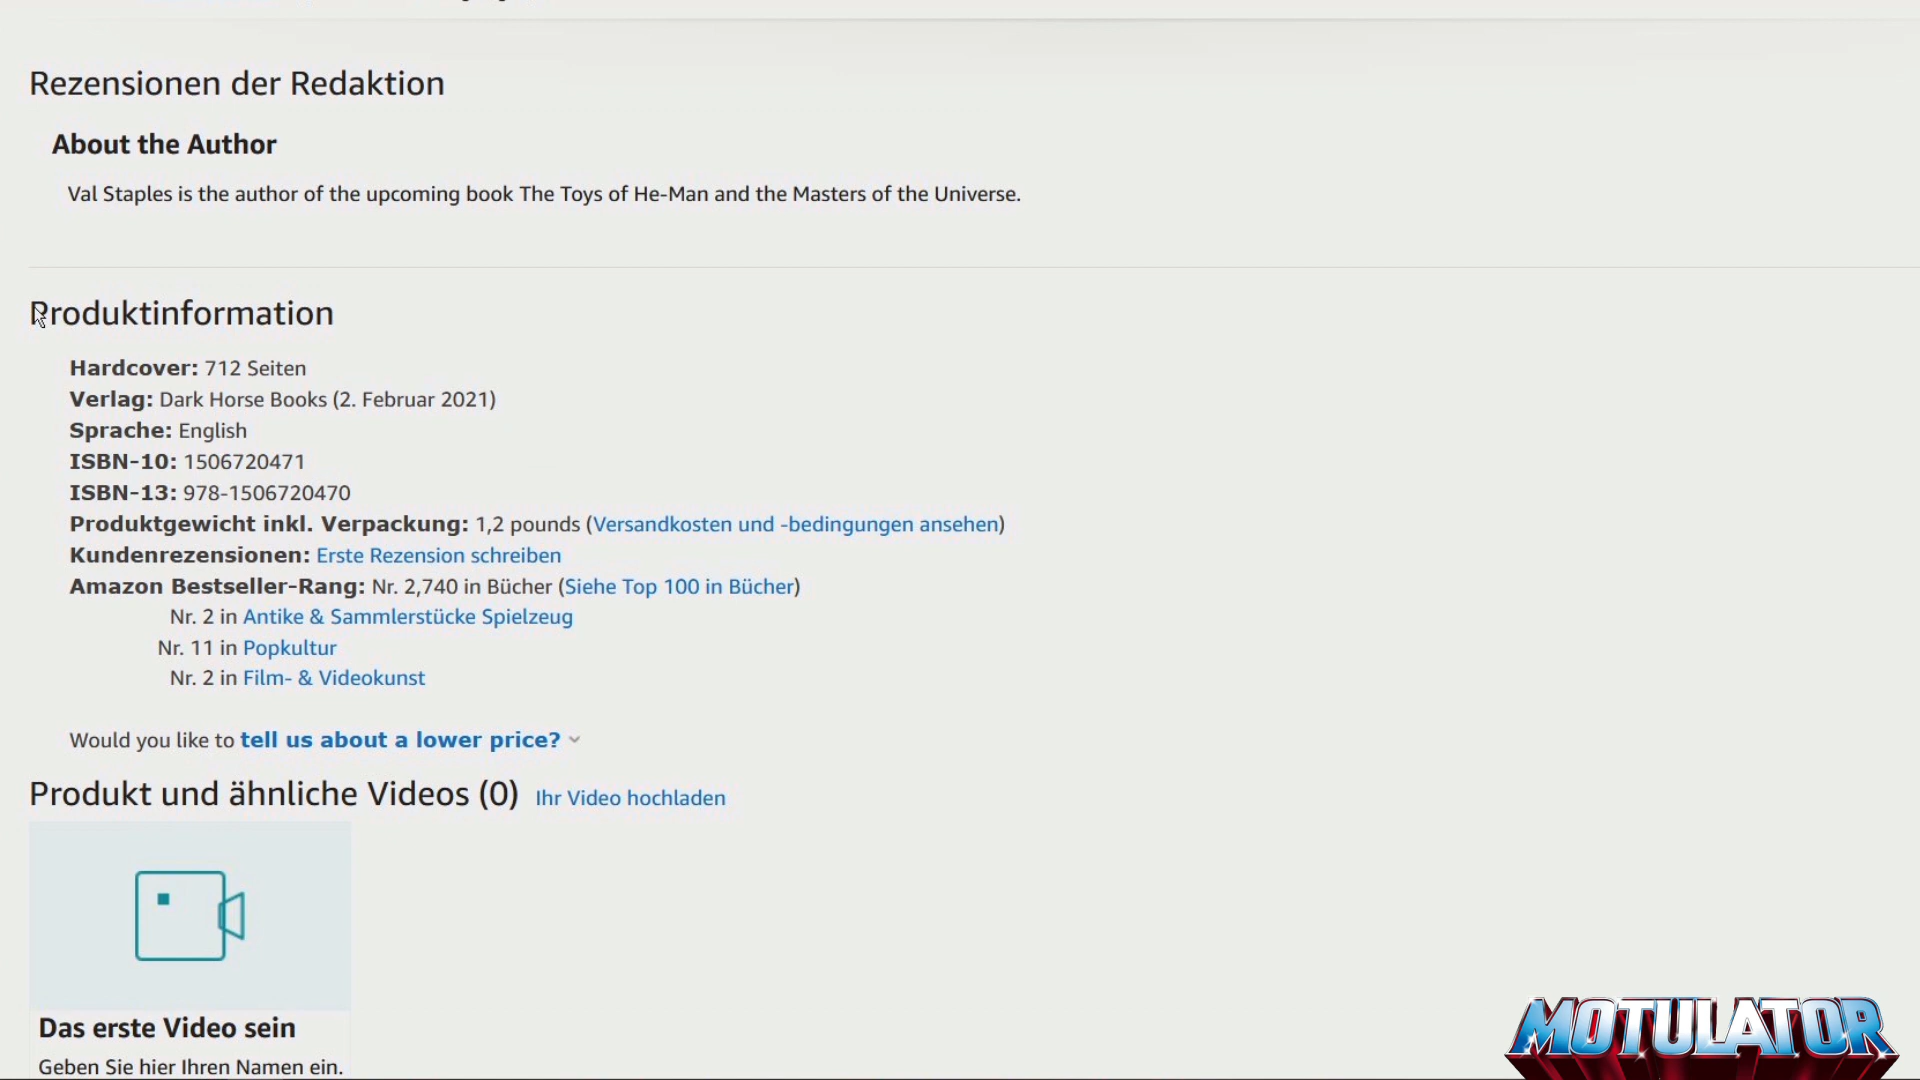 Rezensionen der Redaktion
About the Author
Val Staples is the author of the upcoming book The Toys of He-Man and the Masters of the Universe.
Produktinformation
Hardcover: 712 Seiten
Verlag: Dark Horse Books (2. Februar 2021)
Sprache: English
ISBN-10: 1506720471
ISBN-13: 978-1506720470
Produktgewicht inkl. Verpackung: 1,2 pounds (Versandkosten und -bedingungen ansehen)
Kundenrezensionen: Erste Rezension schreiben
Amazon Bestseller-Rang: Nr. 2,740 in Bücher (Siehe Top 100 in Bücher)
Nr. 2 in Antike & Sammlerstücke Spielzeug
Nr. 11 in Popkultur
Nr. 2 in Film- & Videokunst
Would you like to tell us about a lower price?
Produkt und ähnliche Videos (0) Ihr Video hochladen
Das erste Video sein
Geben Sie hier Ihren Namen ein.
MOTULATOR